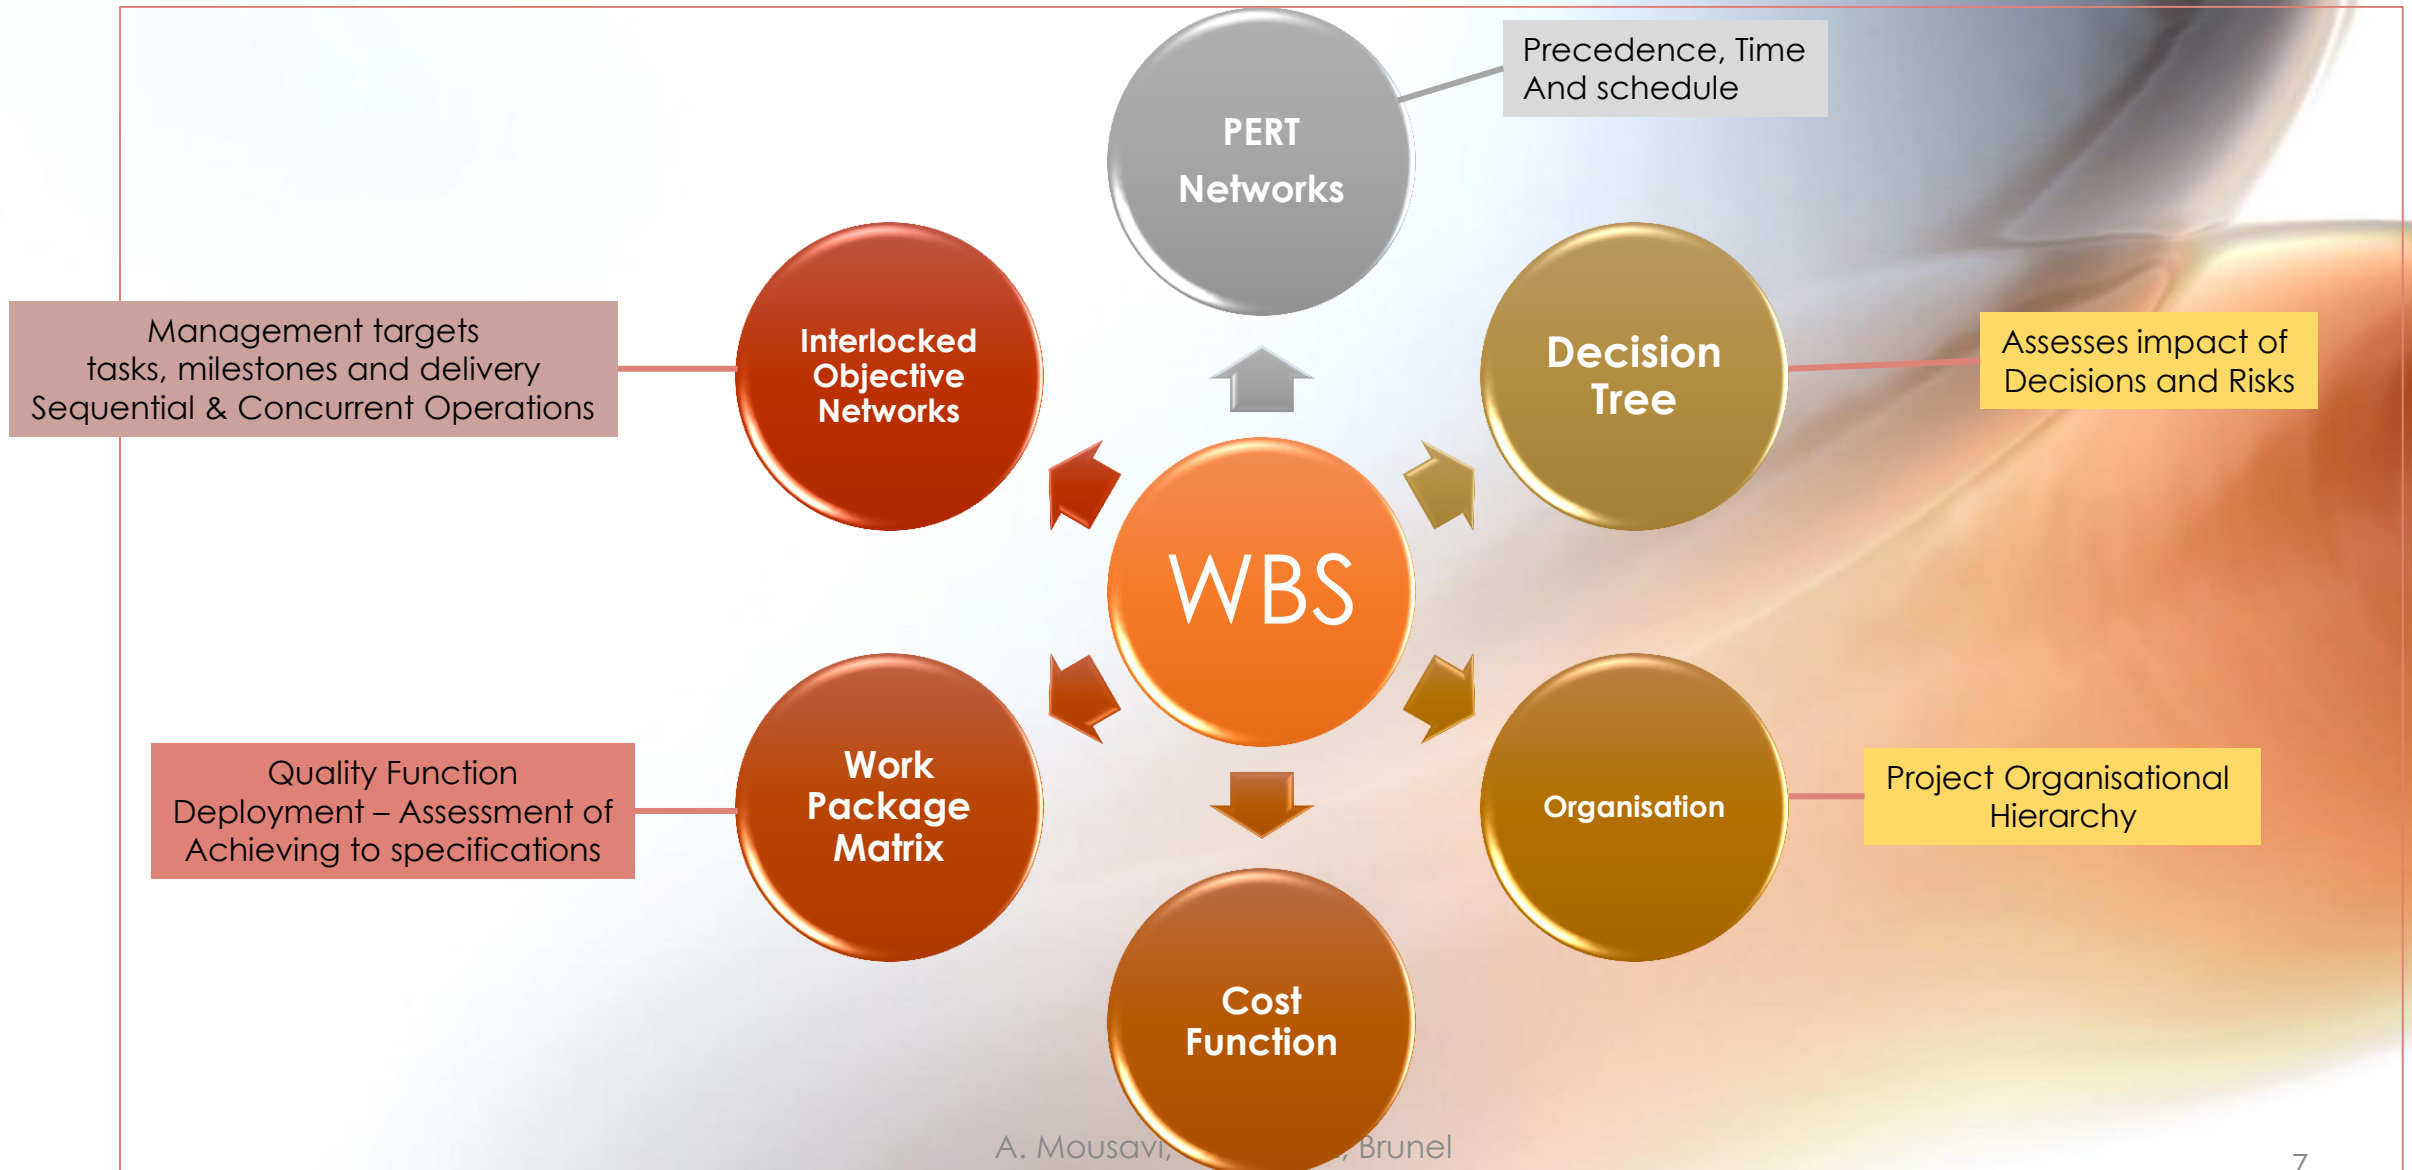 PERT
Networks
Precedence, Time
And schedule
Interlocked
Objective
Networks
Management targets
tasks, milestones and delivery
Sequential & Concurrent Operations
Decision
Tree
Assesses impact of
Decisions and Risks
WBS
Work
Package
Matrix
Quality Function
Deployment – Assessment of
Achieving to specifications
Organisation
Project Organisational
Hierarchy
Cost
Function
A. Mousavi, , Brunel
7